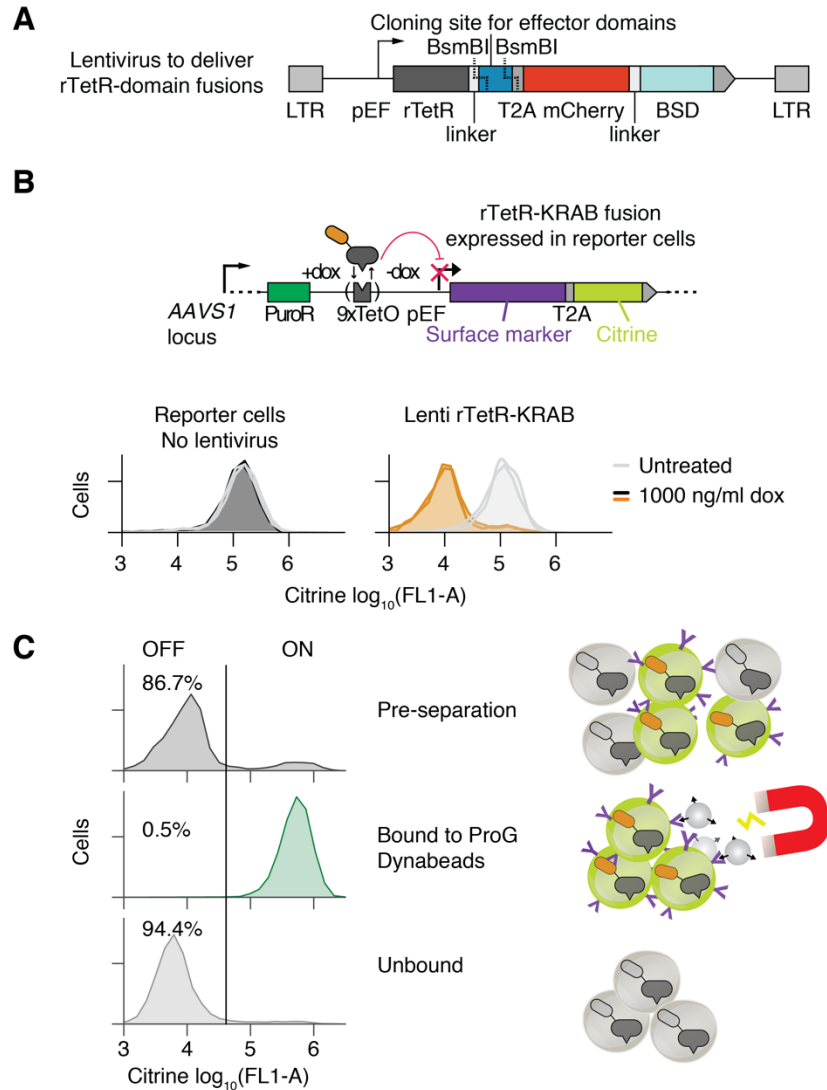 A
Cloning site for effector domains
BsmBI BsmBI
Lentivirus to deliver
rTetR-domain fusions
LTR pEF rTetR T2A mCherry BSD LTR
linker linker
B
rTetR-KRAB fusion
expressed in reporter cells
+dox -dox
AAVS1
locus
PuroR 9xTetO pEF T2A
Surface marker Citrine
Reporter cells
No lentivirus
Lenti rTetR-KRAB
Cells
Untreated
1000 ng/ml dox
3 4 5 6 3 4 5 6
Citrine log10(FL1-A)
C
OFF ON
86.7%
Pre-separation
Cells
0.5%
Bound to ProG
Dynabeads
94.4%
Unbound
3 4 5 6
Citrine log10(FL1-A)